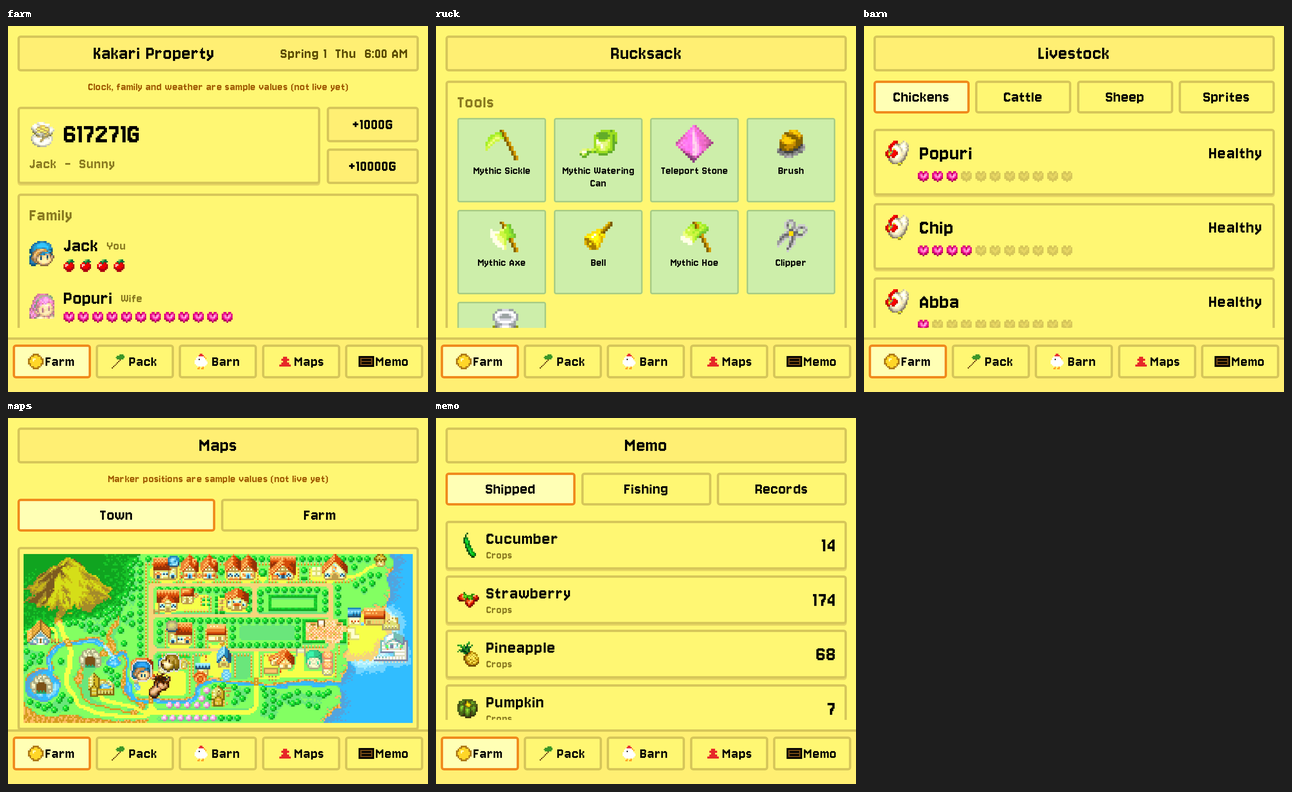 farm
Kakari Property
Spring 1 Thu 6:00 AM
Clock, family and weather are sample values (not live yet)
617271G
Jack - Sunny
+1000G
+10000G
Family
Jack You
Popuri Wife
Farm Pack Barn Maps Memo
ruck
Rucksack
Tools
Mythic Sickle
Mythic Watering
Can
Teleport Stone
Brush
Mythic Axe
Bell
Mythic Hoe
Clipper
Farm Pack Barn Maps Memo
barn
Livestock
Chickens Cattle Sheep Sprites
Popuri Healthy
Chip Healthy
Abba Healthy
Farm Pack Barn Maps Memo
maps
Maps
Marker positions are sample values (not live yet)
Town Farm
Farm Pack Barn Maps Memo
memo
Memo
Shipped Fishing Records
Cucumber
Crops
14
Strawberry
Crops
174
Pineapple
Crops
68
Pumpkin
Crops
7
Farm Pack Barn Maps Memo